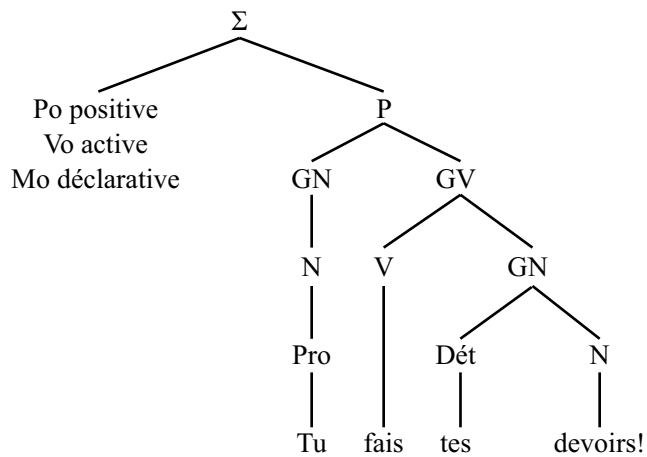 Σ
Po positive
P
Vo active
Mo déclarative
GN GV
N V GN
Pro Dét N
Tu fais tes devoirs!